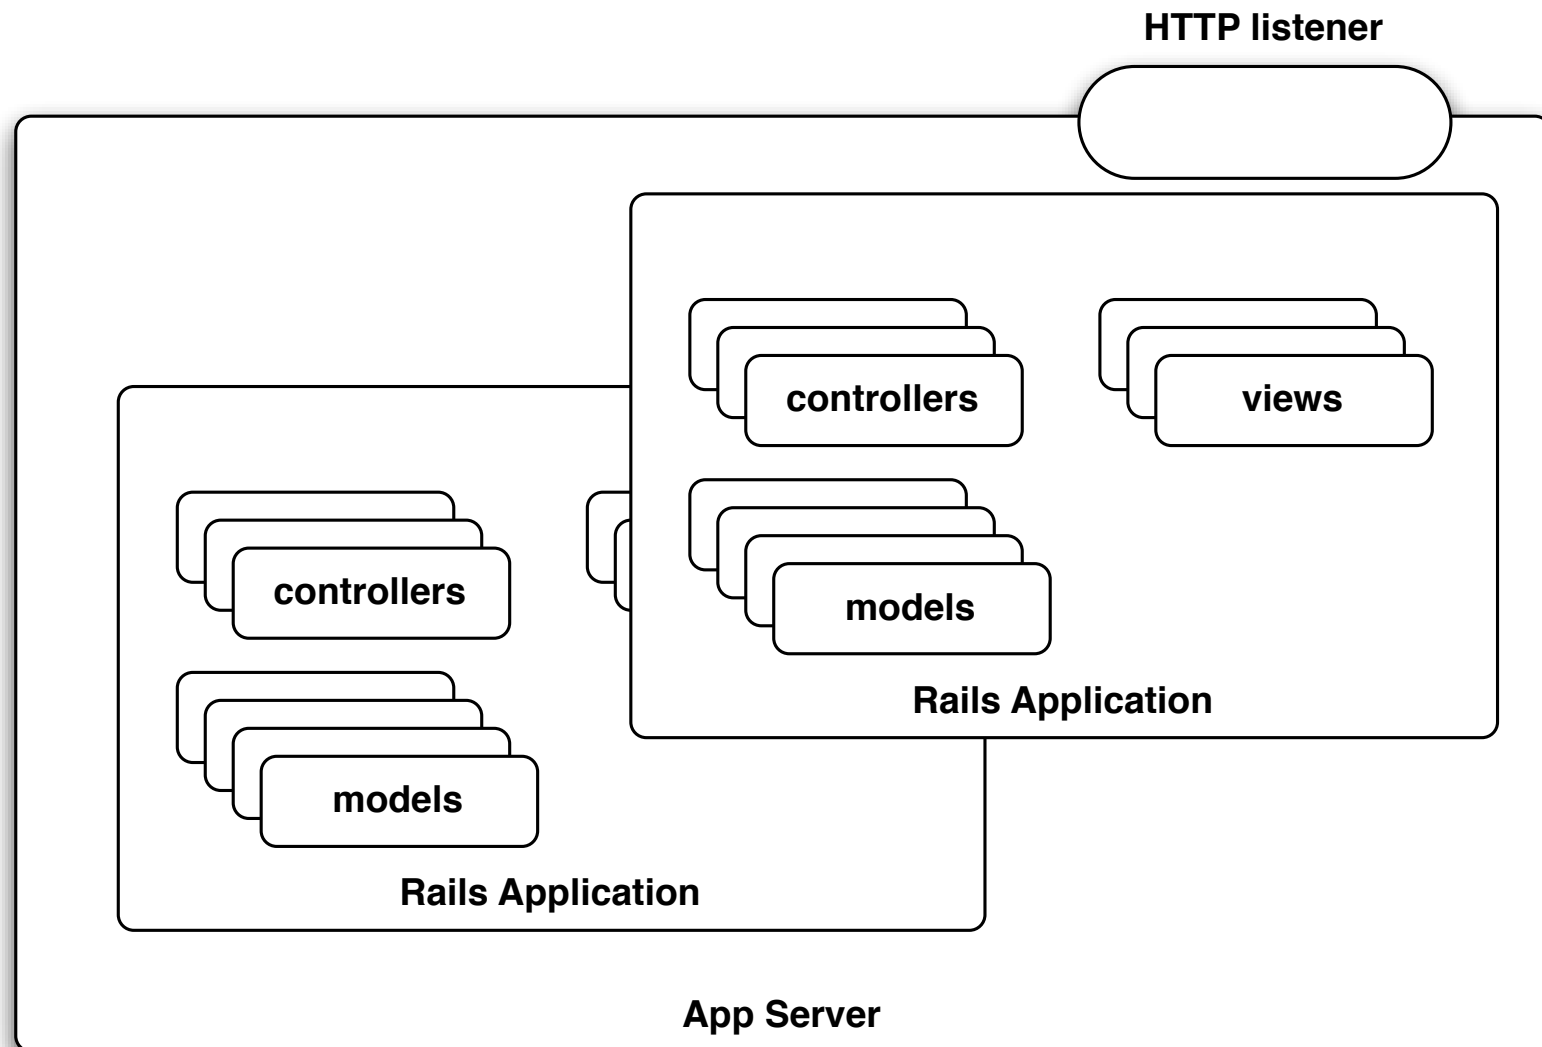 HTTP listener
controllers
views
models
Rails Application
controllers
models
Rails Application
App Server